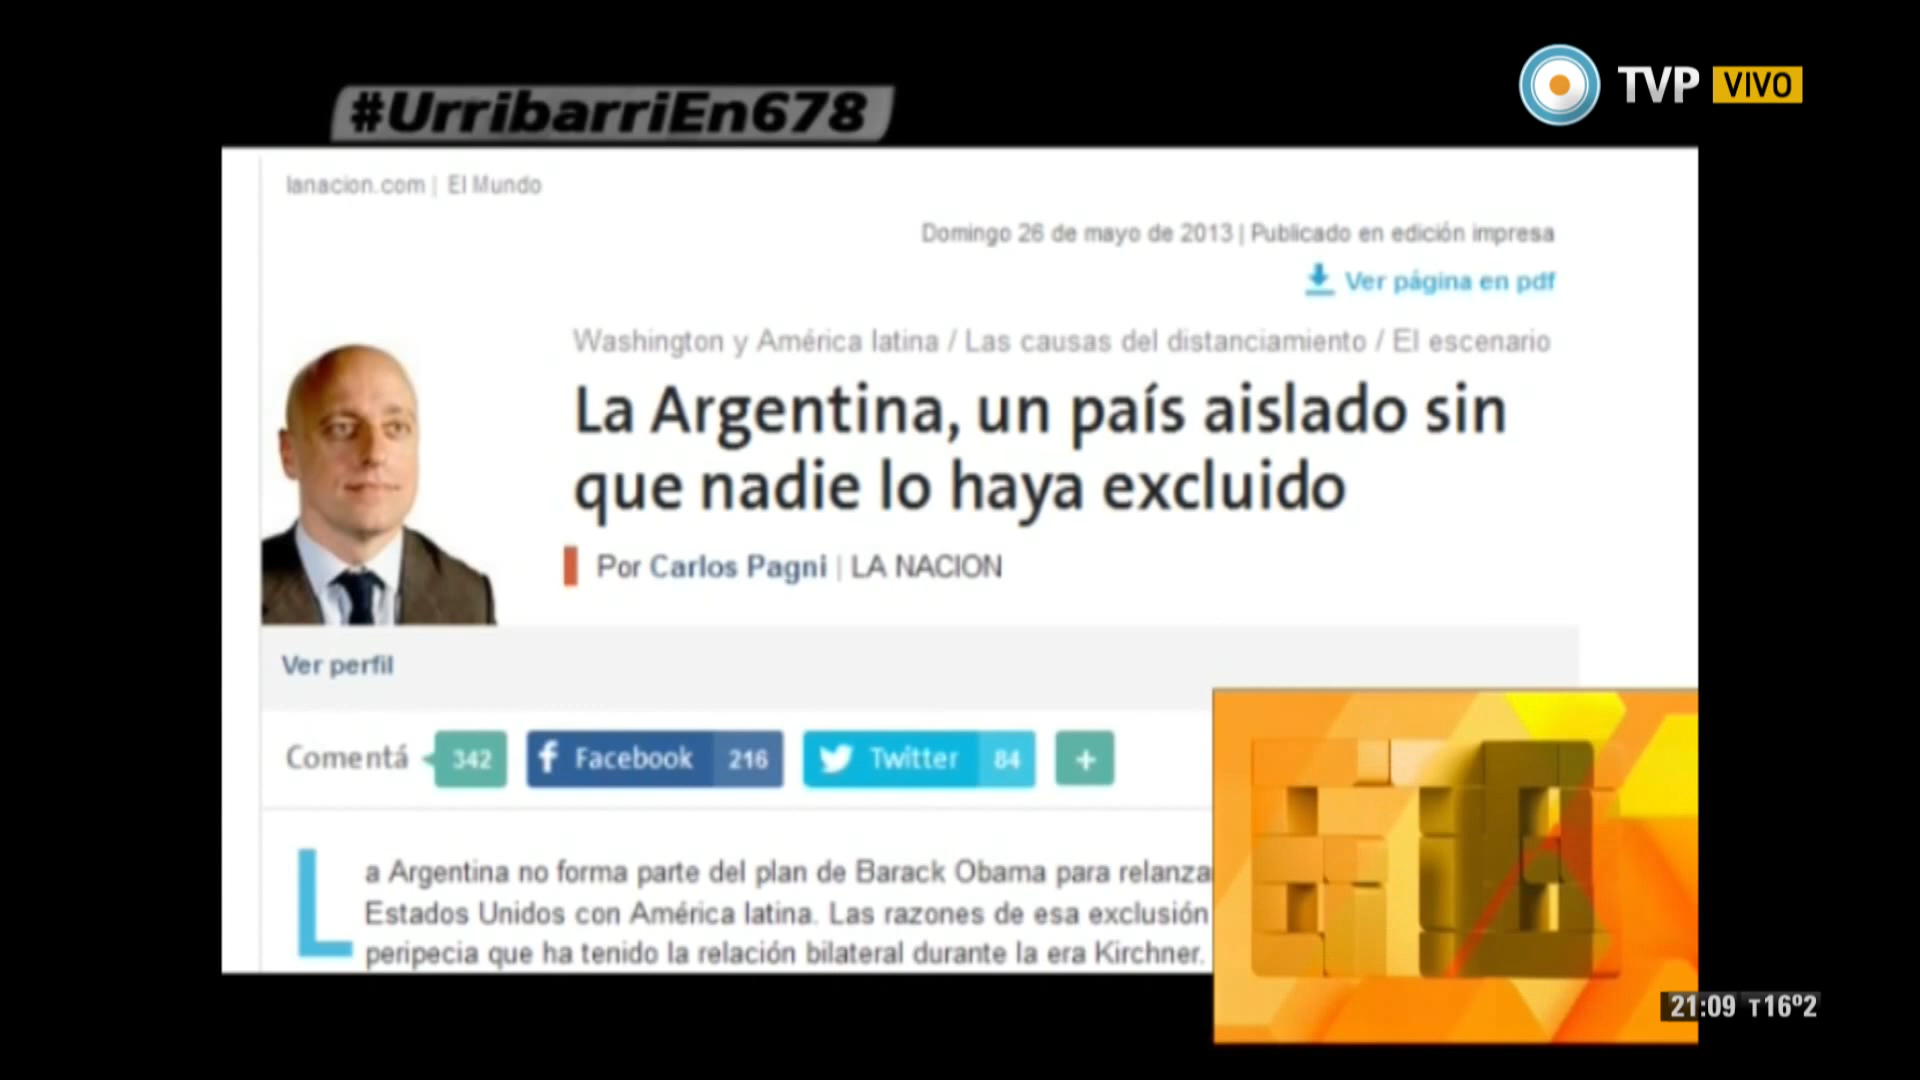 #UrribarriEn678
TVP VIVO
lanacion.com | El Mundo
Domingo 26 de mayo de 2013 | Publicado en edición impresa
Ver página en pdf
Washington y América latina / Las causas del distanciamiento / El escenario
La Argentina, un país aislado sin
que nadie lo haya excluido
Por Carlos Pagni | LA NACION
Ver perfil
Comentá 342 f Facebook 216 Twitter 84 +
La Argentina no forma parte del plan de Barack Obama para relanza
Estados Unidos con América latina. Las razones de esa exclusión
peripecia que ha tenido la relación bilateral durante la era Kirchner.
21:09 T16º2